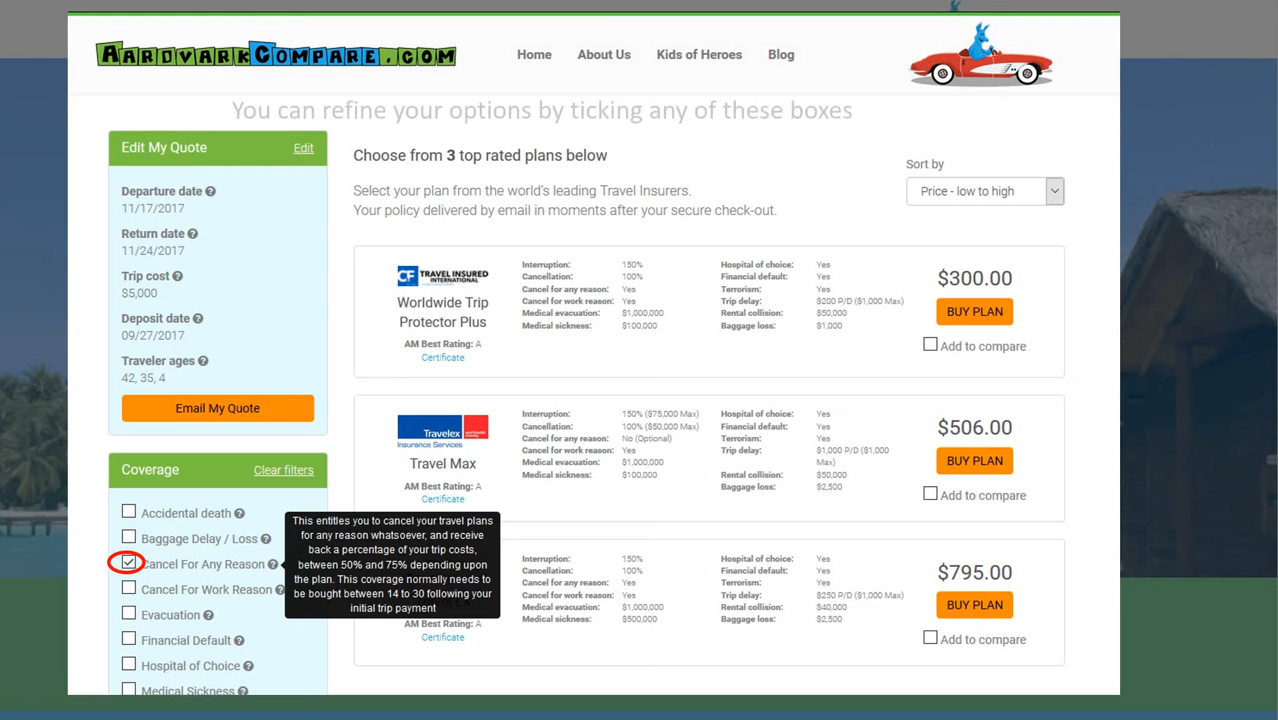 AARDVARKCOMPARE.COM
Home About Us Kids of Heroes Blog
You can refine your options by ticking any of these boxes
Edit My Quote Edit
Departure date
11/17/2017
Return date
11/24/2017
Trip cost
$5,000
Deposit date
09/27/2017
Traveler ages
42, 35, 4
Email My Quote
Coverage Clear filters
Accidental death
Baggage Delay / Loss
Cancel For Any Reason
Cancel For Work Reason
Evacuation
Financial Default
Hospital of Choice
Medical Sickness
This entitles you to cancel your travel plans
for any reason whatsoever, and receive
back a percentage of your trip costs,
between 50% and 75% depending upon
the plan. This coverage normally needs to
be bought between 14 to 30 following your
initial trip payment
Choose from 3 top rated plans below
Select your plan from the world's leading Travel Insurers.
Your policy delivered by email in moments after your secure check-out.
Sort by
Price - low to high
CF TRAVEL INSURED
INTERNATIONAL
Worldwide Trip
Protector Plus
AM Best Rating: A
Certificate
Interruption: 150%
Cancellation: 100%
Cancel for any reason: Yes
Cancel for work reason: Yes
Medical evacuation: $1,000,000
Medical sickness: $100,000
Hospital of choice: Yes
Financial default: Yes
Terrorism: Yes
Trip delay: $200 P/D ($1,000 Max)
Rental collision: $50,000
Baggage loss: $1,000
$300.00
BUY PLAN
Add to compare
Travelex
Insurance Services
Travel Max
AM Best Rating: A
Certificate
Interruption: 150% ($75,000 Max)
Cancellation: 100% ($50,000 Max)
Cancel for any reason: No (Optional)
Cancel for work reason: Yes
Medical evacuation: $1,000,000
Medical sickness: $100,000
Hospital of choice: Yes
Financial default: Yes
Terrorism: Yes
Trip delay: $1,000 P/D ($1,000
Max)
Rental collision: $50,000
Baggage loss: $2,500
$506.00
BUY PLAN
Add to compare
AM Best Rating: A
Certificate
Interruption: 150%
Cancellation: 100%
Cancel for any reason: Yes
Cancel for work reason: Yes
Medical evacuation: $1,000,000
Medical sickness: $500,000
Hospital of choice: Yes
Financial default: Yes
Terrorism: Yes
Trip delay: $250 P/D ($1,000 Max)
Rental collision: $40,000
Baggage loss: $2,500
$795.00
BUY PLAN
Add to compare